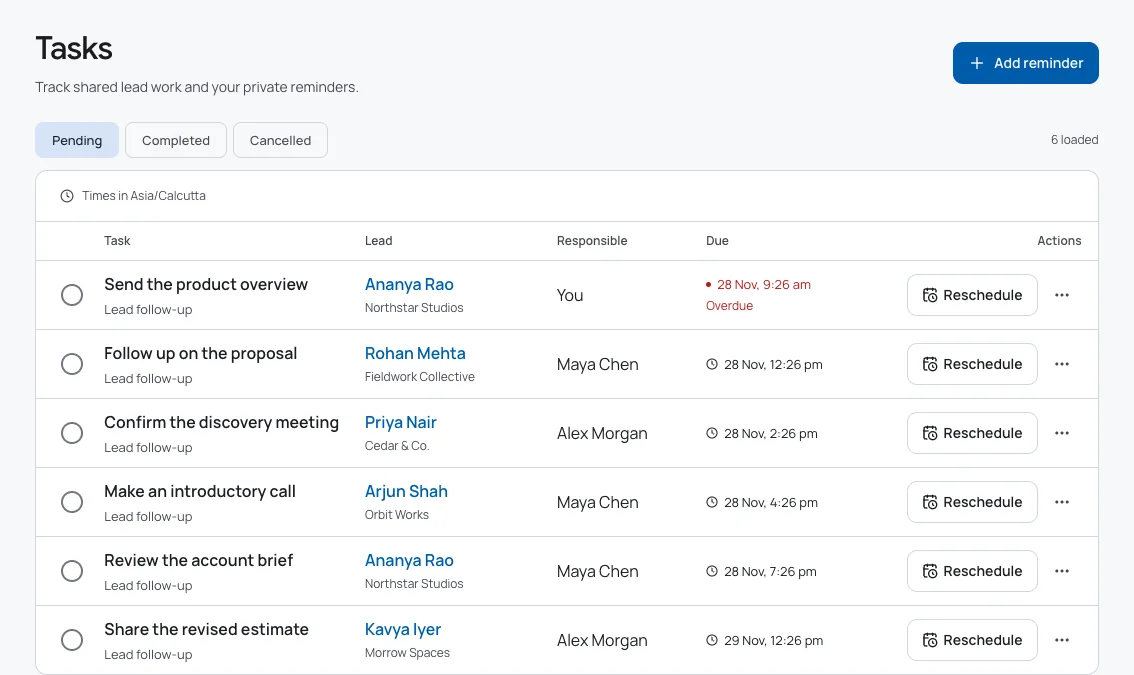 Tasks
Track shared lead work and your private reminders.
Add reminder
Pending
Completed
Cancelled
6 loaded
Times in Asia/Calcutta
Task
Lead
Responsible
Due
Actions
Send the product overview
Lead follow-up
Ananya Rao
Northstar Studios
You
28 Nov, 9:26 am
Overdue
Reschedule
Follow up on the proposal
Lead follow-up
Rohan Mehta
Fieldwork Collective
Maya Chen
28 Nov, 12:26 pm
Reschedule
Confirm the discovery meeting
Lead follow-up
Priya Nair
Cedar & Co.
Alex Morgan
28 Nov, 2:26 pm
Reschedule
Make an introductory call
Lead follow-up
Arjun Shah
Orbit Works
Maya Chen
28 Nov, 4:26 pm
Reschedule
Review the account brief
Lead follow-up
Ananya Rao
Northstar Studios
Maya Chen
28 Nov, 7:26 pm
Reschedule
Share the revised estimate
Lead follow-up
Kavya Iyer
Morrow Spaces
Alex Morgan
29 Nov, 12:26 pm
Reschedule